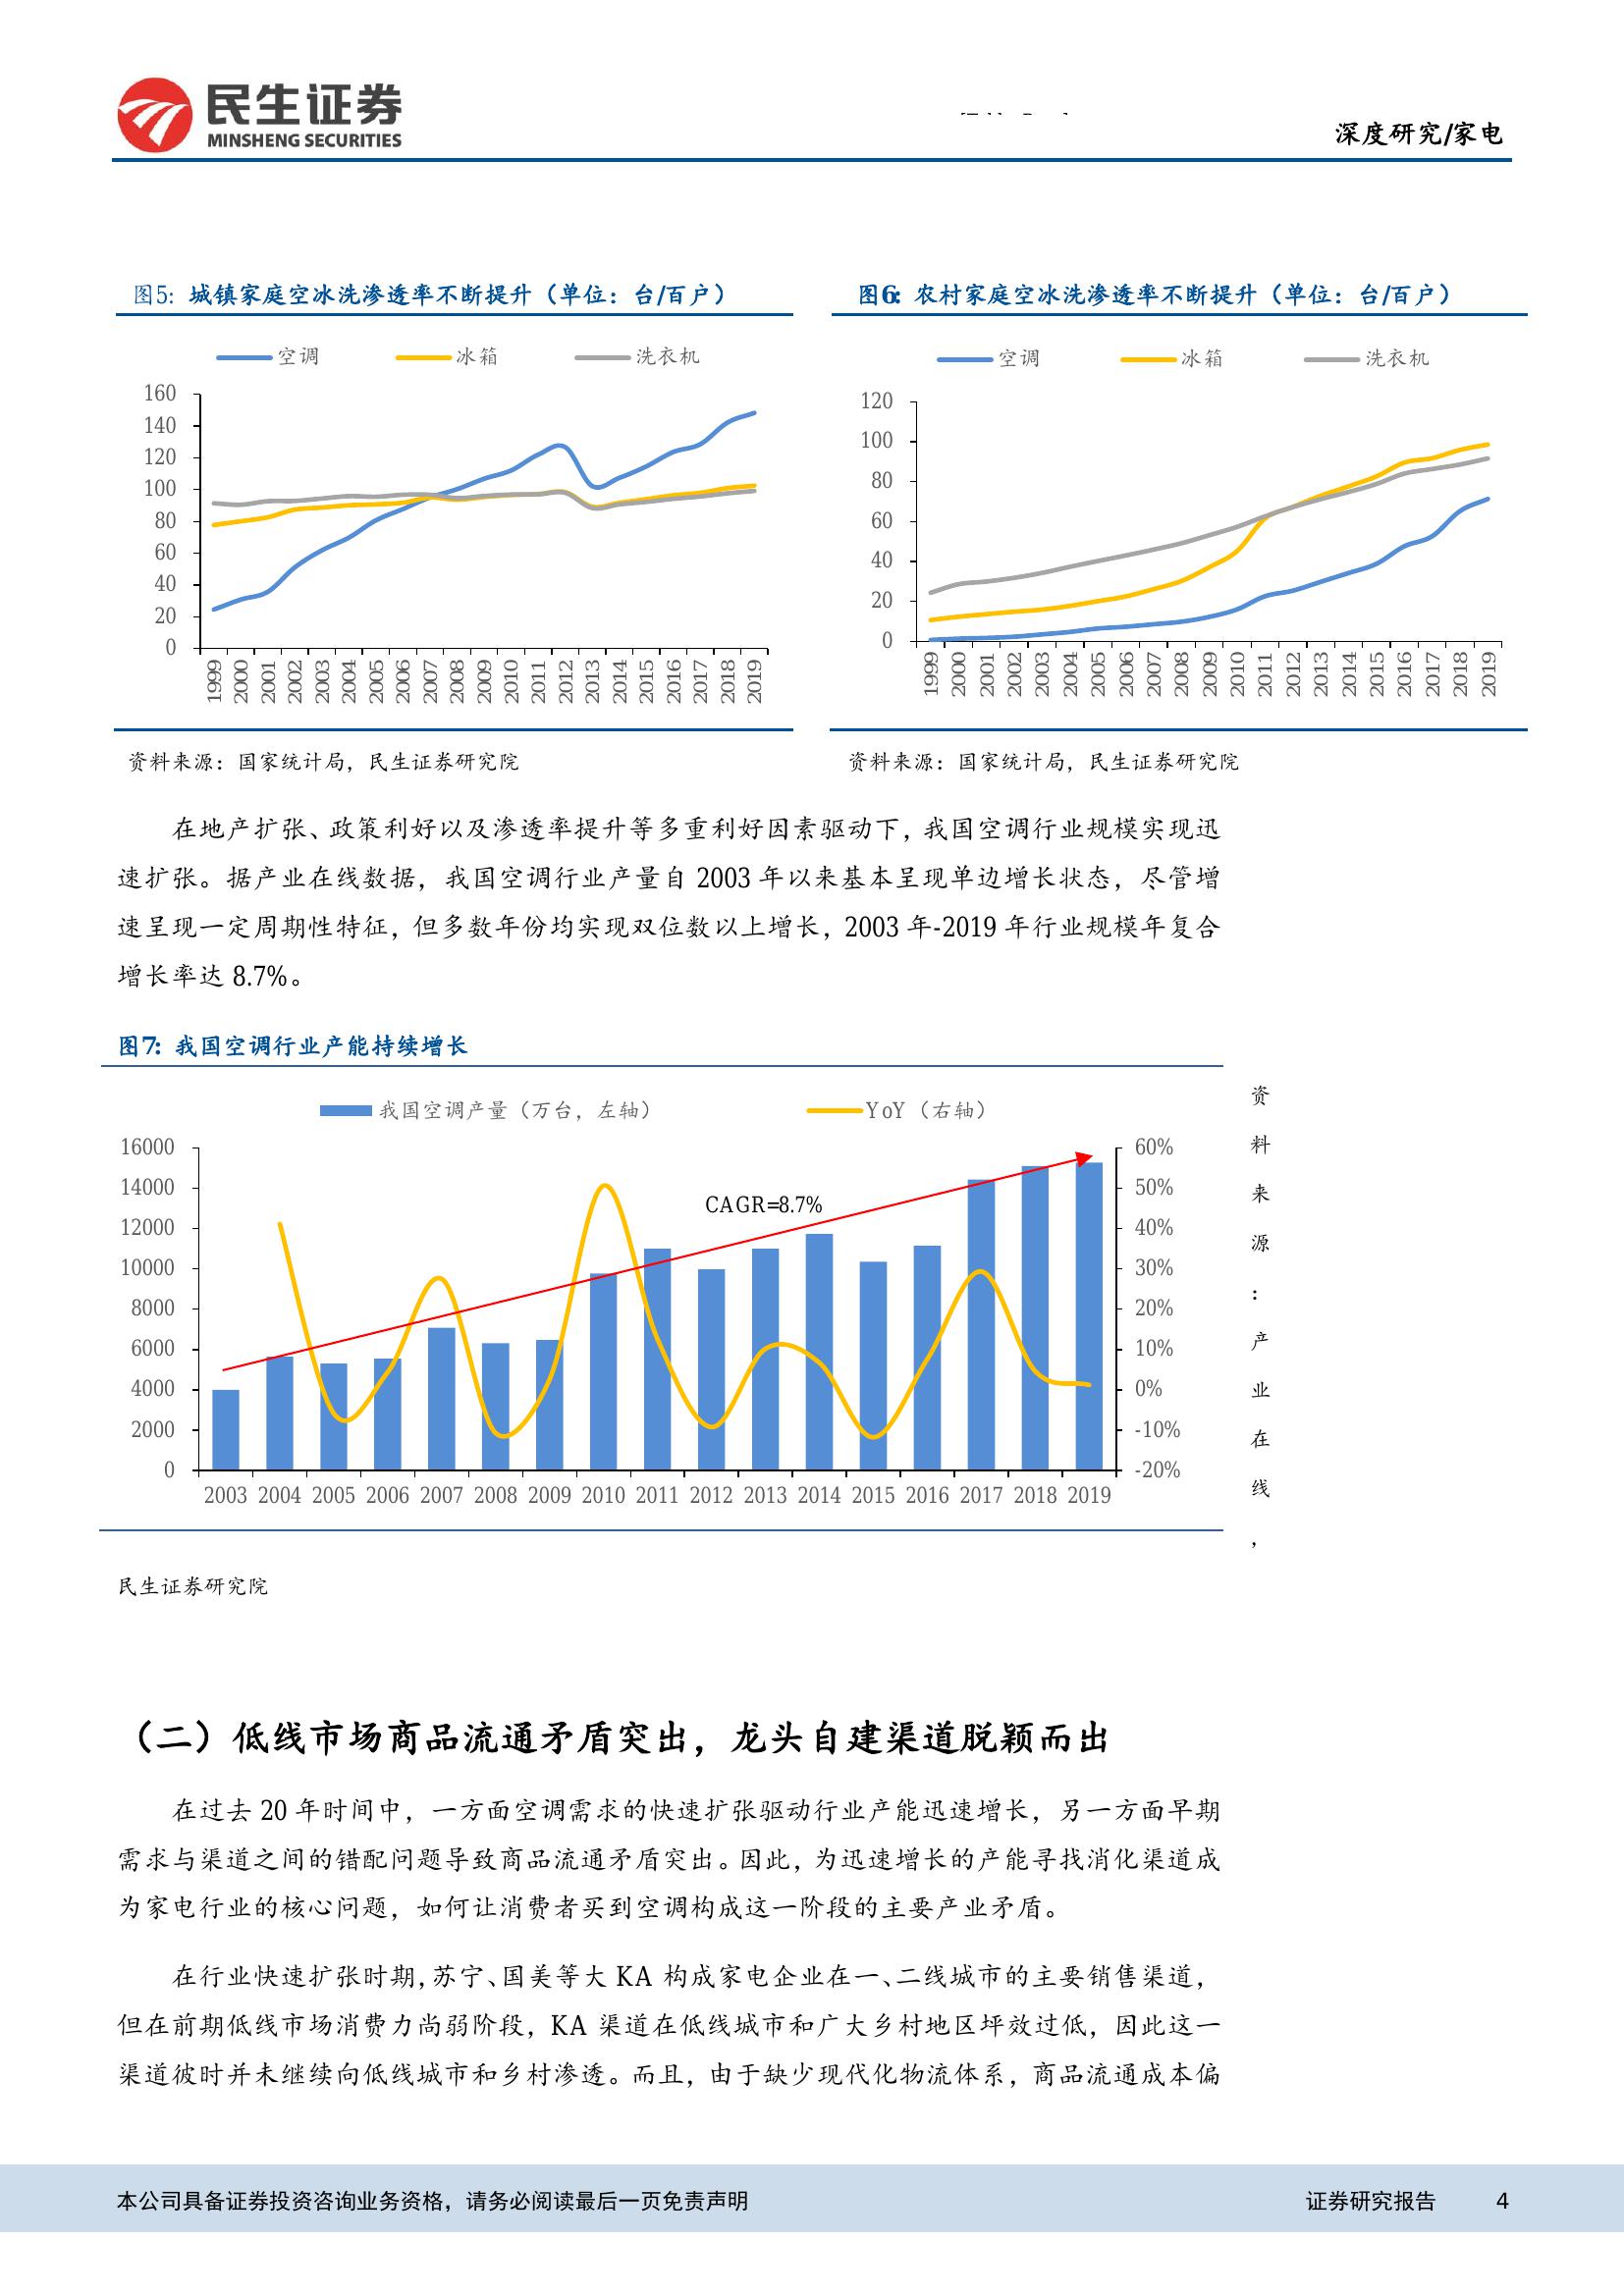 民生证券
MINSHENG SECURITIES
深度研究/家电
图5：城镇家庭空冰洗渗透率不断提升（单位：台/百户）
空调 冰箱 洗衣机
160
140
120
100
80
60
40
20
0
1999 2000 2001 2002 2003 2004 2005 2006 2007 2008 2009 2010 2011 2012 2013 2014 2015 2016 2017 2018 2019
资料来源：国家统计局，民生证券研究院
图6：农村家庭空冰洗渗透率不断提升（单位：台/百户）
空调 冰箱 洗衣机
120
100
80
60
40
20
0
1999 2000 2001 2002 2003 2004 2005 2006 2007 2008 2009 2010 2011 2012 2013 2014 2015 2016 2017 2018 2019
资料来源：国家统计局，民生证券研究院
在地产扩张、政策利好以及渗透率提升等多重利好因素驱动下，我国空调行业规模实现迅
速扩张。据产业在线数据，我国空调行业产量自 2003 年以来基本呈现单边增长状态，尽管增
速呈现一定周期性特征，但多数年份均实现双位数以上增长，2003 年-2019 年行业规模年复合
增长率达 8.7%。
图7：我国空调行业产能持续增长
我国空调产量（万台，左轴） YoY（右轴）
16000
14000
12000
10000
8000
6000
4000
2000
0
CAGR=8.7%
60%
50%
40%
30%
20%
10%
0%
-10%
-20%
2003 2004 2005 2006 2007 2008 2009 2010 2011 2012 2013 2014 2015 2016 2017 2018 2019
资
料
来
源
：
产
业
在
线
，
民生证券研究院
（二）低线市场商品流通矛盾突出，龙头自建渠道脱颖而出
在过去 20 年时间中，一方面空调需求的快速扩张驱动行业产能迅速增长，另一方面早期
需求与渠道之间的错配问题导致商品流通矛盾突出。因此，为迅速增长的产能寻找消化渠道成
为家电行业的核心问题，如何让消费者买到空调构成这一阶段的主要产业矛盾。
在行业快速扩张时期，苏宁、国美等大 KA 构成家电企业在一、二线城市的主要销售渠道，
但在前期低线市场消费力尚弱阶段，KA 渠道在低线城市和广大乡村地区坪效过低，因此这一
渠道彼时并未继续向低线城市和乡村渗透。而且，由于缺少现代化物流体系，商品流通成本偏
本公司具备证券投资咨询业务资格，请务必阅读最后一页免责声明
证券研究报告 4